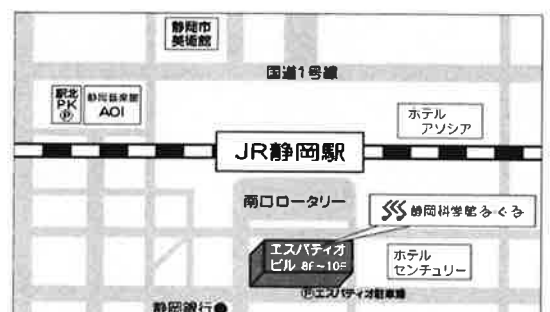 静岡市
美術館
国道1号線
駅北
PK
Ⓟ
静岡音楽館
AOI
ホテル
アソシア
JR静岡駅
南口ロータリー
静岡科学館る・く・る
エスパティオ
ビル 8F～10F
ホテル
センチュリー
Ⓟエスパティオ駐車場
静岡銀行●